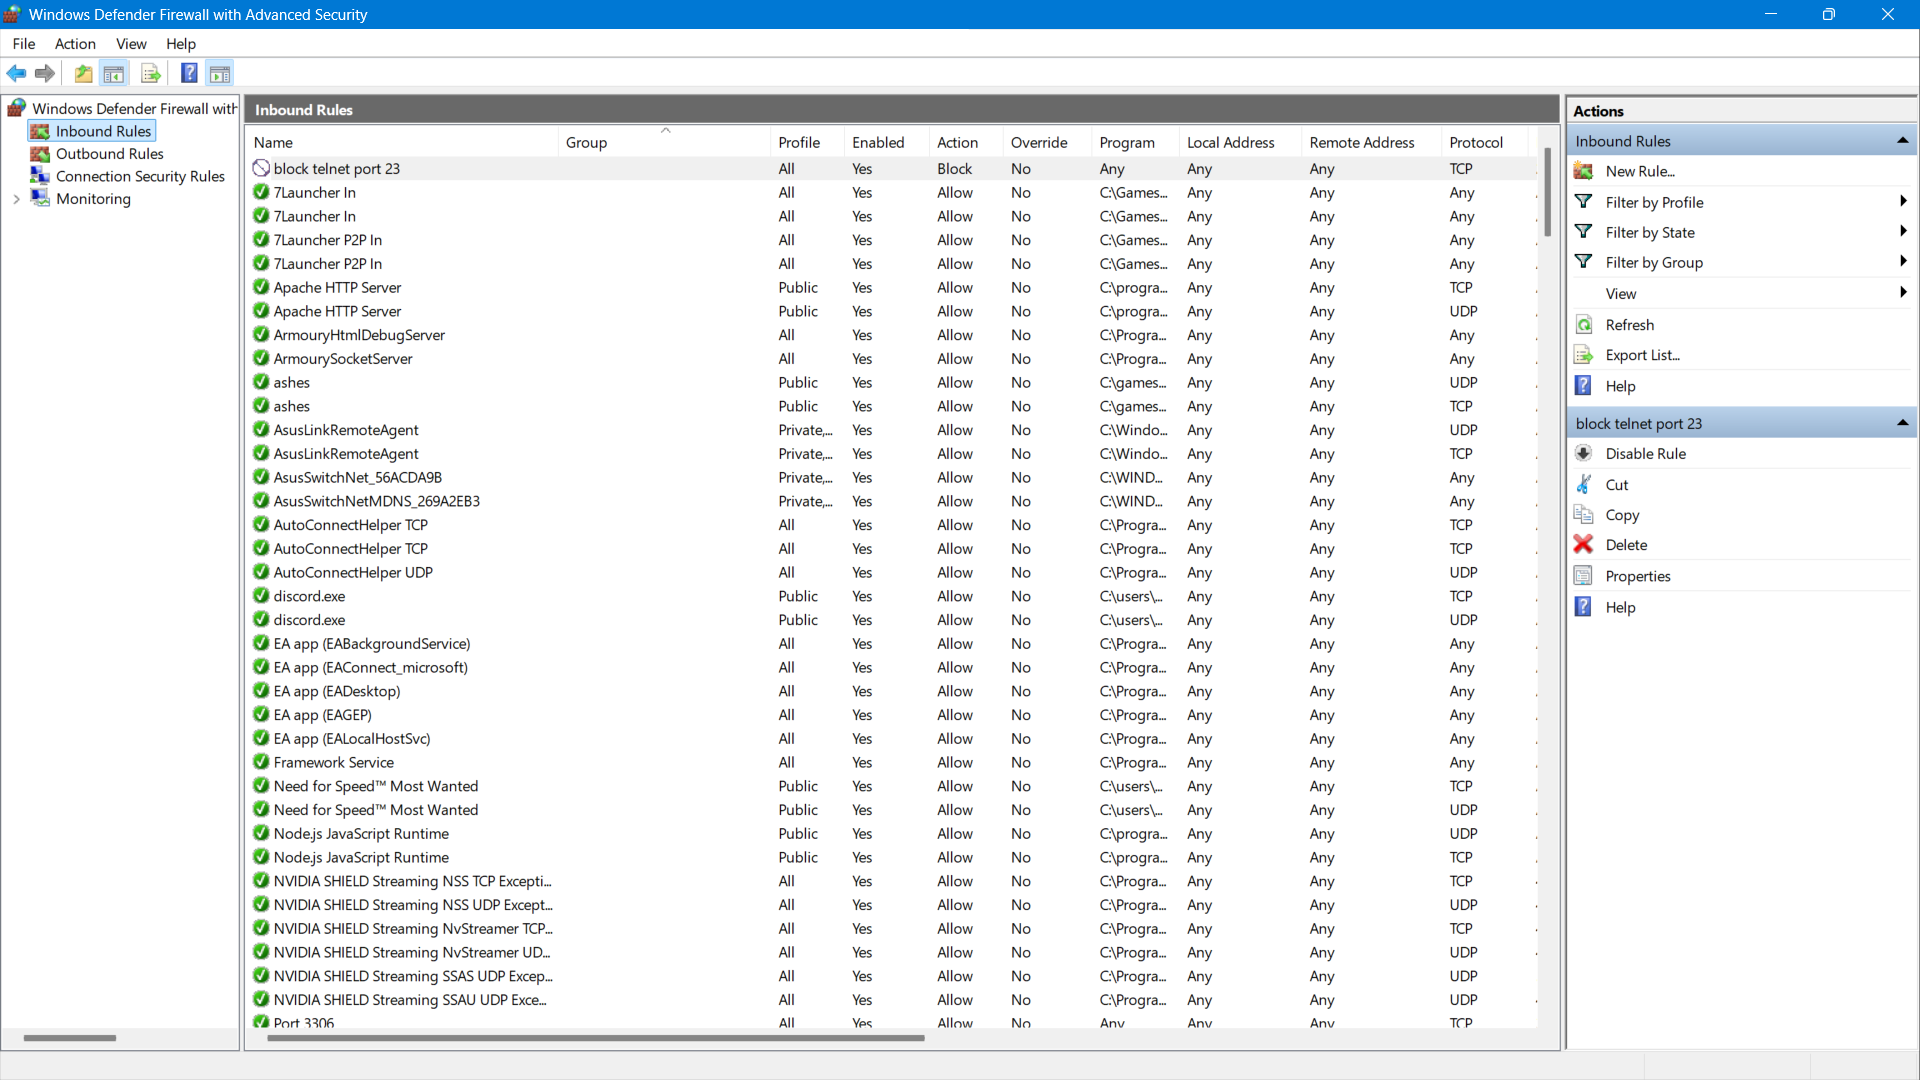 Windows Defender Firewall with Advanced Security
File Action View Help
Windows Defender Firewall with
Inbound Rules
Outbound Rules
Connection Security Rules
Monitoring
Inbound Rules
Name Group Profile Enabled Action Override Program Local Address Remote Address Protocol
block telnet port 23 All Yes Block No Any Any Any TCP
7Launcher In All Yes Allow No C:\Games... Any Any Any
7Launcher In All Yes Allow No C:\Games... Any Any Any
7Launcher P2P In All Yes Allow No C:\Games... Any Any Any
7Launcher P2P In All Yes Allow No C:\Games... Any Any Any
Apache HTTP Server Public Yes Allow No C:\progra... Any Any TCP
Apache HTTP Server Public Yes Allow No C:\progra... Any Any UDP
ArmouryHtmlDebugServer All Yes Allow No C:\Progra... Any Any Any
ArmourySocketServer All Yes Allow No C:\Progra... Any Any Any
ashes Public Yes Allow No C:\games... Any Any UDP
ashes Public Yes Allow No C:\games... Any Any TCP
AsusLinkRemoteAgent Private,... Yes Allow No C:\Windo... Any Any UDP
AsusLinkRemoteAgent Private,... Yes Allow No C:\Windo... Any Any TCP
AsusSwitchNet_56ACDA9B Private,... Yes Allow No C:\WIND... Any Any Any
AsusSwitchNetMDNS_269A2EB3 Private,... Yes Allow No C:\WIND... Any Any Any
AutoConnectHelper TCP All Yes Allow No C:\Progra... Any Any TCP
AutoConnectHelper TCP All Yes Allow No C:\Progra... Any Any TCP
AutoConnectHelper UDP All Yes Allow No C:\Progra... Any Any UDP
discord.exe Public Yes Allow No C:\users\... Any Any TCP
discord.exe Public Yes Allow No C:\users\... Any Any UDP
EA app (EABackgroundService) All Yes Allow No C:\Progra... Any Any Any
EA app (EAConnect_microsoft) All Yes Allow No C:\Progra... Any Any Any
EA app (EADesktop) All Yes Allow No C:\Progra... Any Any Any
EA app (EAGEP) All Yes Allow No C:\Progra... Any Any Any
EA app (EALocalHostSvc) All Yes Allow No C:\Progra... Any Any Any
Framework Service All Yes Allow No C:\Progra... Any Any Any
Need for Speed™ Most Wanted Public Yes Allow No C:\users\... Any Any TCP
Need for Speed™ Most Wanted Public Yes Allow No C:\users\... Any Any UDP
Node.js JavaScript Runtime Public Yes Allow No C:\progra... Any Any UDP
Node.js JavaScript Runtime Public Yes Allow No C:\progra... Any Any TCP
NVIDIA SHIELD Streaming NSS TCP Excepti... All Yes Allow No C:\Progra... Any Any TCP
NVIDIA SHIELD Streaming NSS UDP Except... All Yes Allow No C:\Progra... Any Any UDP
NVIDIA SHIELD Streaming NvStreamer TCP... All Yes Allow No C:\Progra... Any Any TCP
NVIDIA SHIELD Streaming NvStreamer UD... All Yes Allow No C:\Progra... Any Any UDP
NVIDIA SHIELD Streaming SSAS UDP Excep... All Yes Allow No C:\Progra... Any Any UDP
NVIDIA SHIELD Streaming SSAU UDP Exce... All Yes Allow No C:\Progra... Any Any UDP
Port 3306 All Yes Allow No Any Any Any TCP
Actions
Inbound Rules
New Rule...
Filter by Profile
Filter by State
Filter by Group
View
Refresh
Export List...
Help
block telnet port 23
Disable Rule
Cut
Copy
Delete
Properties
Help